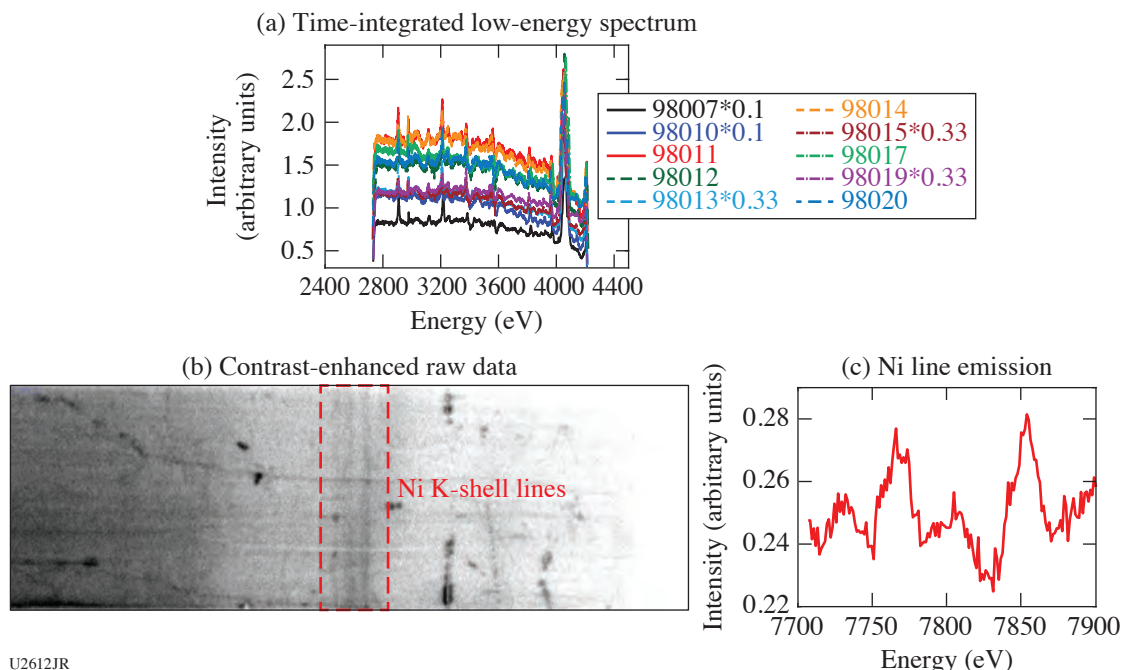 (a) Time-integrated low-energy spectrum
Intensity
(arbitrary units)
2.5
2.0
1.5
1.0
0.5
2400 2800 3200 3600 4000 4400
Energy (eV)
98007*0.1
98010*0.1
98011
98012
98013*0.33
98014
98015*0.33
98017
98019*0.33
98020
(b) Contrast-enhanced raw data
Ni K-shell lines
(c) Ni line emission
Intensity (arbitrary units)
0.28
0.26
0.24
0.22
7700 7750 7800 7850 7900
Energy (eV)
U2612JR